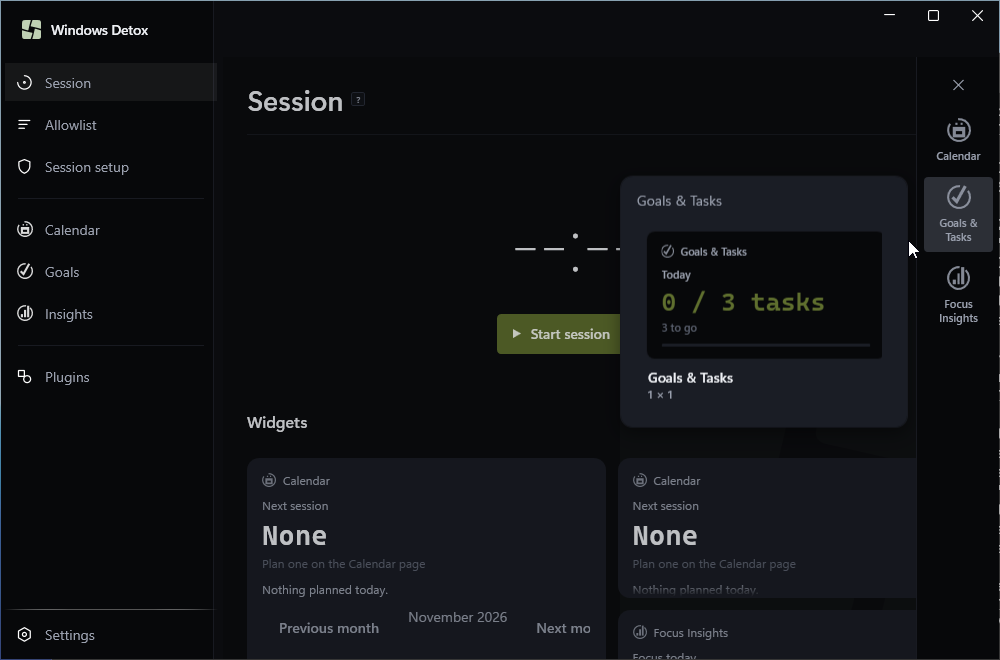 Windows Detox
Session
Allowlist
Session setup
Calendar
Goals
Insights
Plugins
Settings
Session ?
– – : – –
Start session
Widgets
Calendar
Next session
None
Plan one on the Calendar page
Nothing planned today.
November 2026
Previous month
Next mo
Calendar
Next session
None
Plan one on the Calendar page
Nothing planned today.
Focus Insights
Focus today
Goals & Tasks
Goals & Tasks
Today
0 / 3 tasks
3 to go
Goals & Tasks
1 × 1
Calendar
Goals &
Tasks
Focus
Insights